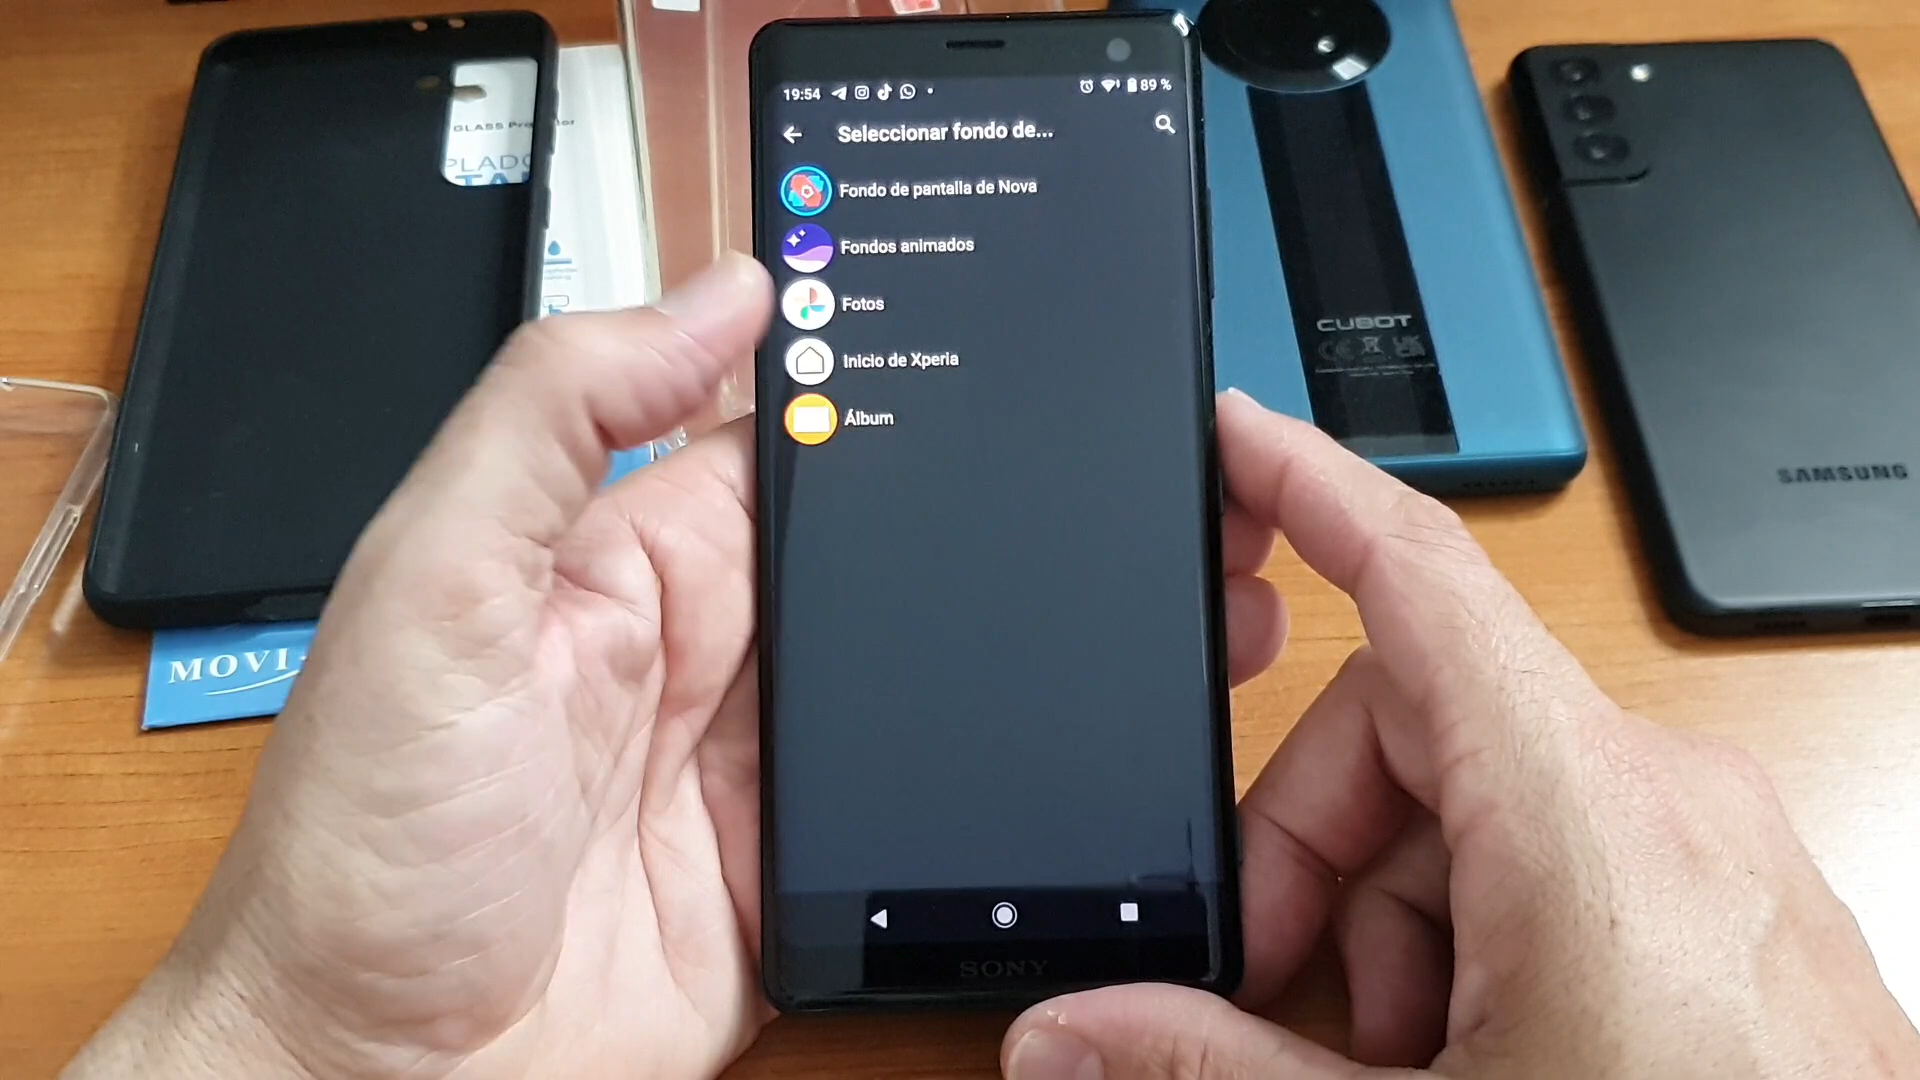 19:54
89 %
Seleccionar fondo de...
Fondo de pantalla de Nova
Fondos animados
Fotos
Inicio de Xperia
Álbum
SONY
GLASS
MOVI
CUBOT
SAMSUNG